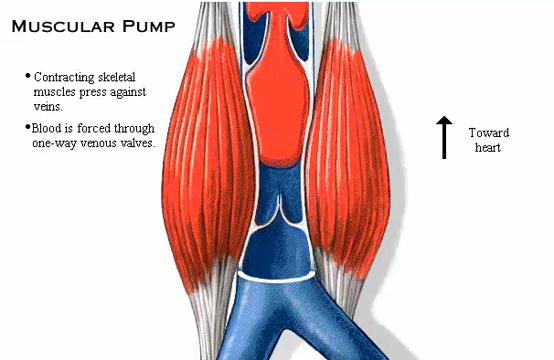 Muscular Pump
• Contracting skeletal
muscles press against
veins.
•Blood is forced through
one-way venous valves.
Toward
heart